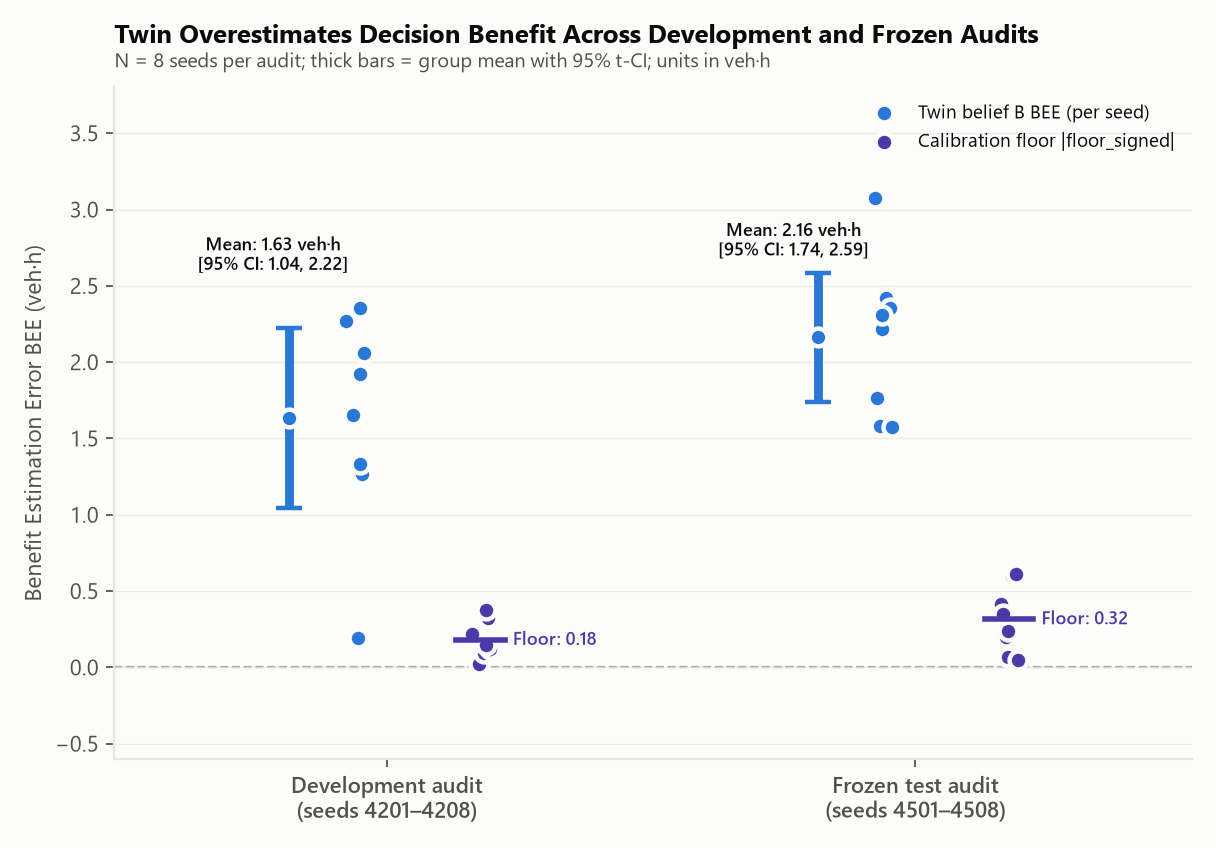 Twin Overestimates Decision Benefit Across Development and Frozen Audits
N = 8 seeds per audit; thick bars = group mean with 95% t-CI; units in veh·h
Twin belief B BEE (per seed)
Calibration floor |floor_signed|
Benefit Estimation Error BEE (veh·h)
3.5
3.0
2.5
2.0
1.5
1.0
0.5
0.0
−0.5
Mean: 1.63 veh·h
[95% CI: 1.04, 2.22]
Mean: 2.16 veh·h
[95% CI: 1.74, 2.59]
Floor: 0.18
Floor: 0.32
Development audit
(seeds 4201–4208)
Frozen test audit
(seeds 4501–4508)